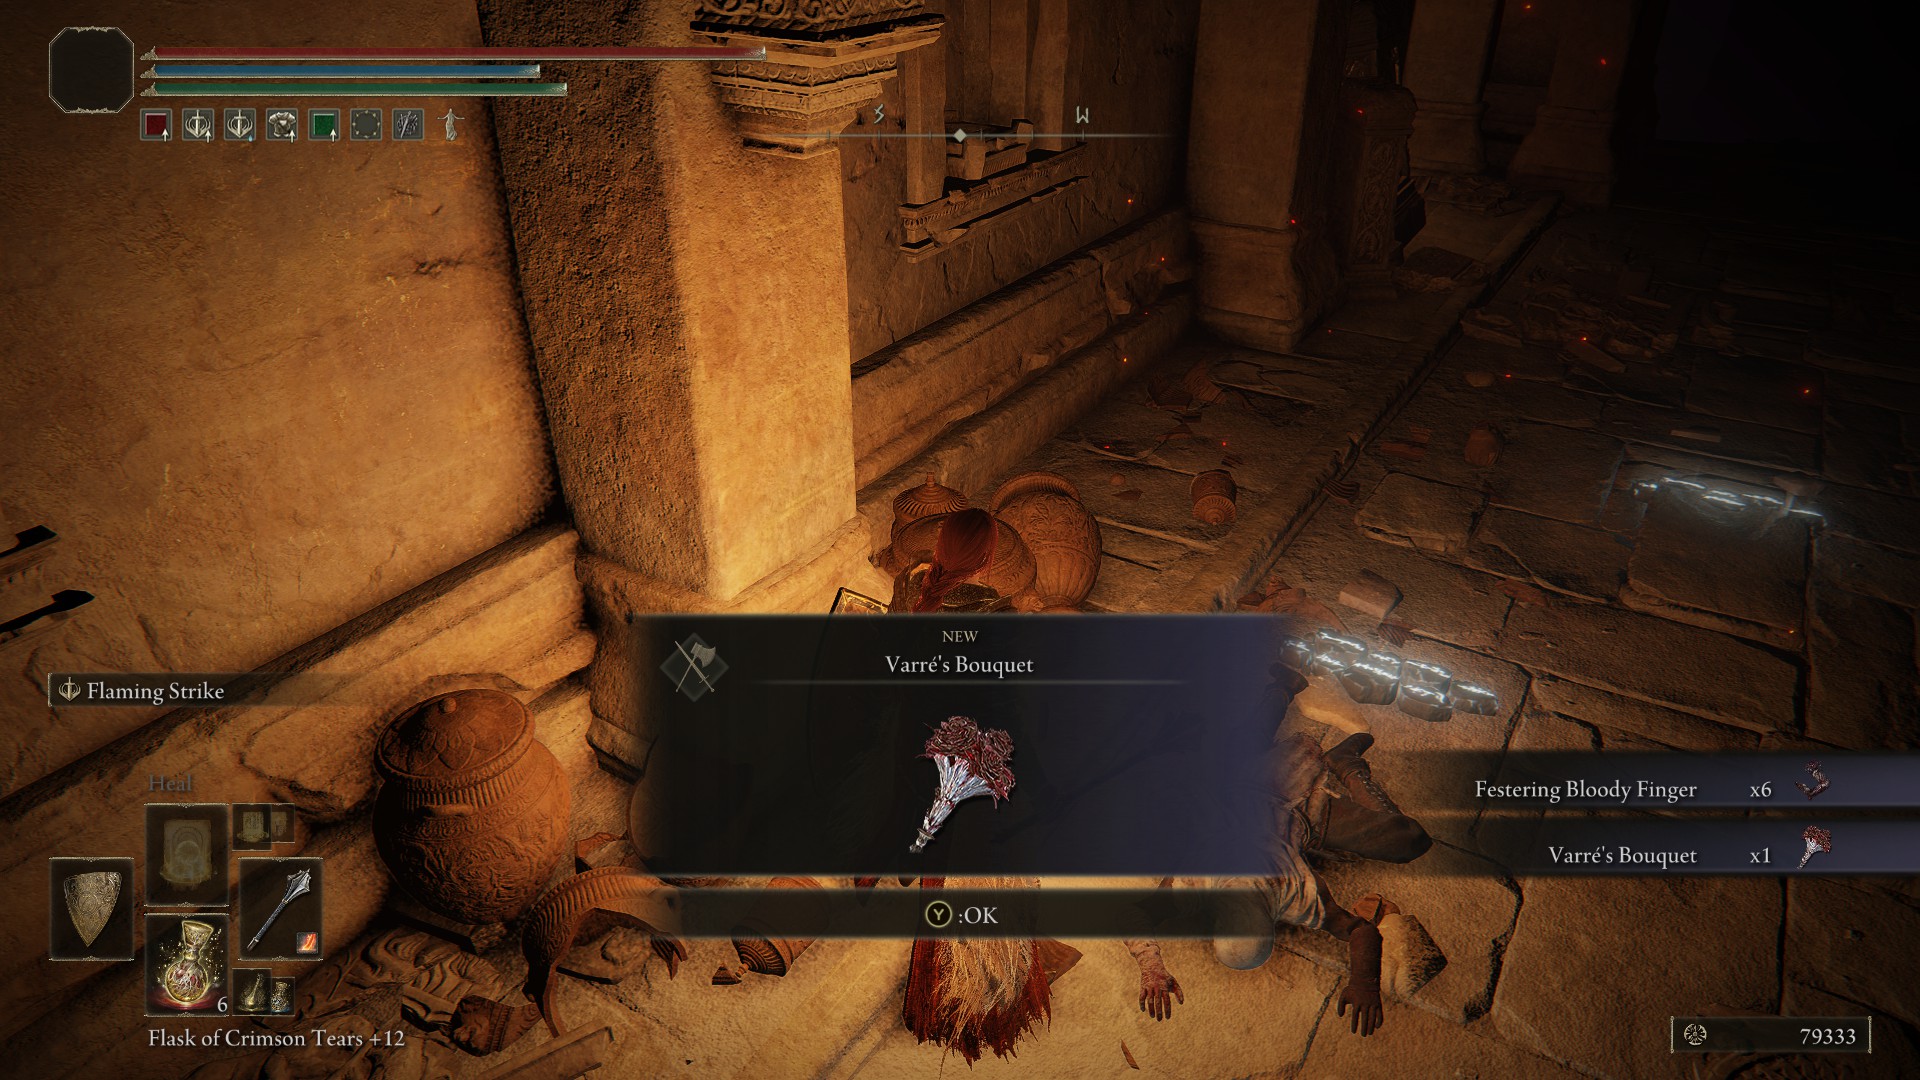 S
W
NEW
Varré's Bouquet
Flaming Strike
Heal
Festering Bloody Finger x6
Varré's Bouquet x1
Y :OK
6
Flask of Crimson Tears +12
79333